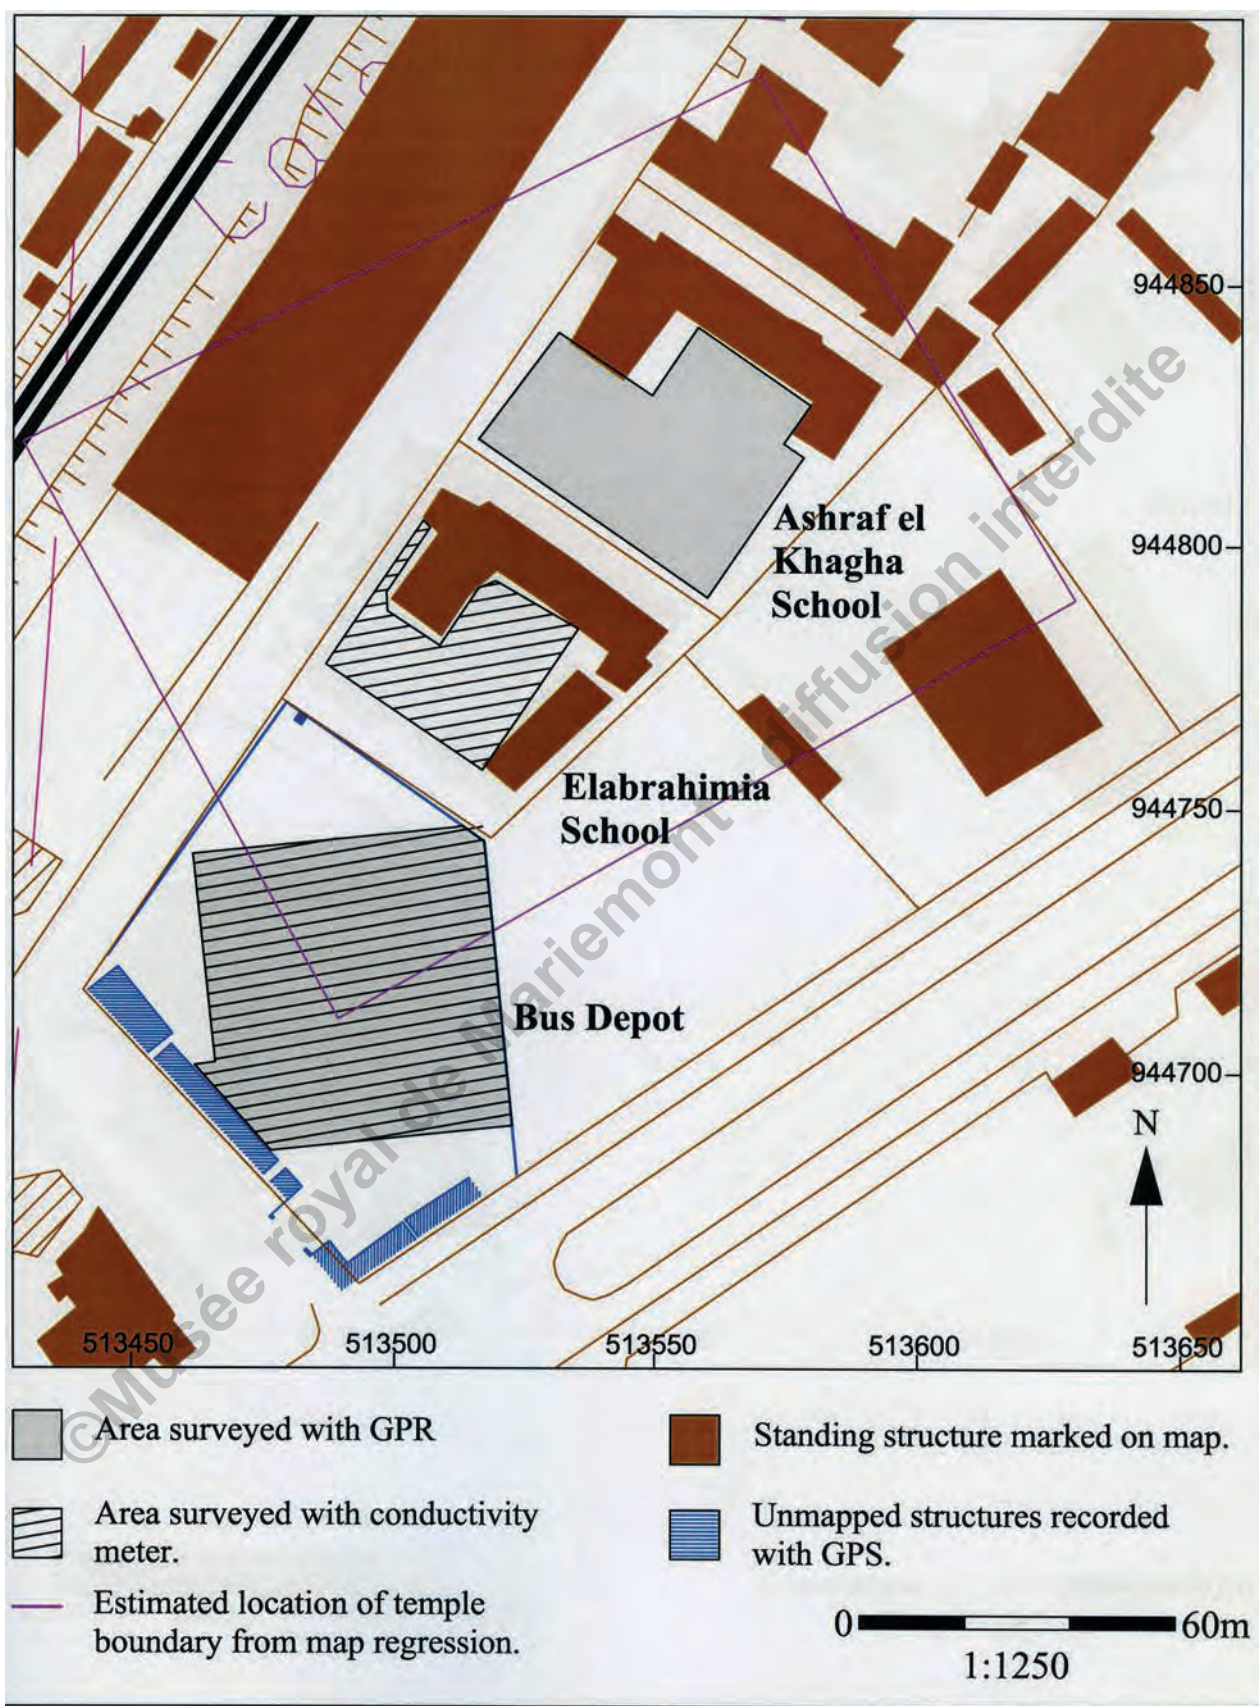 944850
Ashraf el
Khagha
School
944800
Elabrahimia
School
944750
Bus Depot
944700
N
513450
513500
513550
513600
513650
©Musée royal de Mariemont - diffusion interdite
Area surveyed with GPR
Area surveyed with conductivity
meter.
Estimated location of temple
boundary from map regression.
Standing structure marked on map.
Unmapped structures recorded
with GPS.
0 60m
1:1250